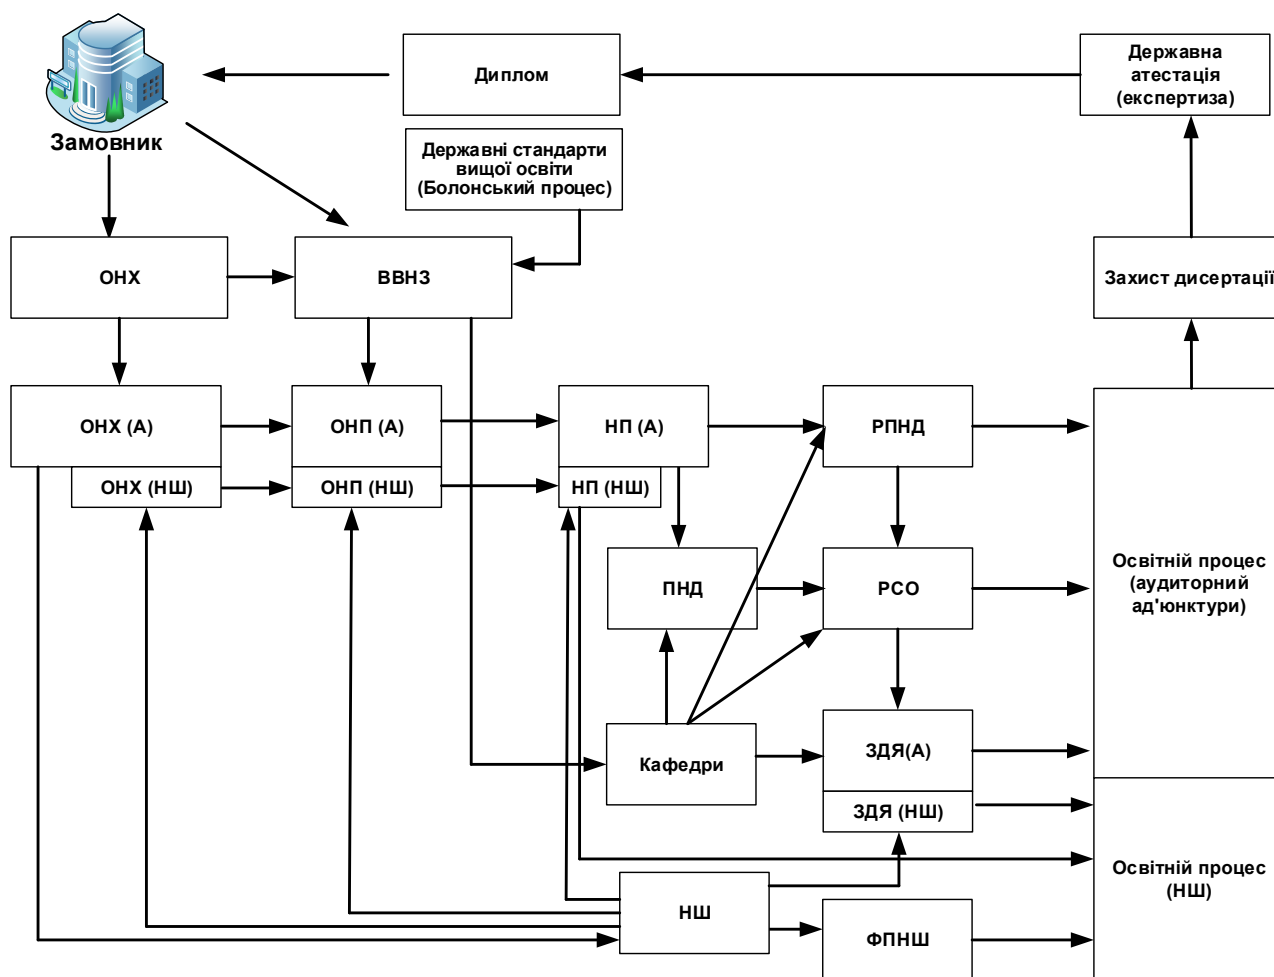 Диплом
Державна
атестація
(експертиза)
Замовник
Державні стандарти
вищої освіти
(Болонський процес)
ОНХ
ВВНЗ
Захист дисертації
ОНХ (А)
ОНП (А)
НП (А)
РПНД
ОНХ (НШ)
ОНП (НШ)
НП (НШ)
ПНД
РСО
Освітній процес
(аудиторний
ад'юнктури)
Кафедри
ЗДЯ(А)
ЗДЯ (НШ)
Освітній процес
(НШ)
НШ
ФПНШ